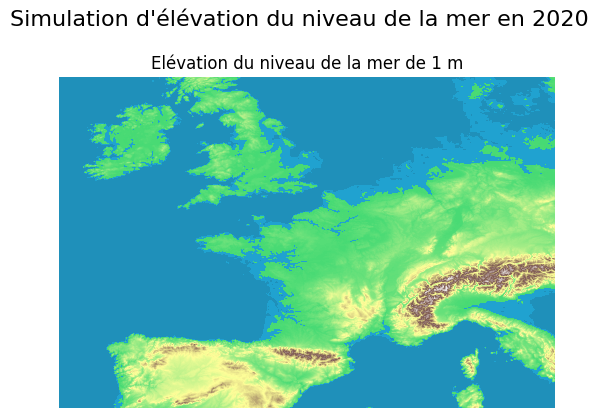 Simulation d'élévation du niveau de la mer en 2020
Elévation du niveau de la mer de 1 m